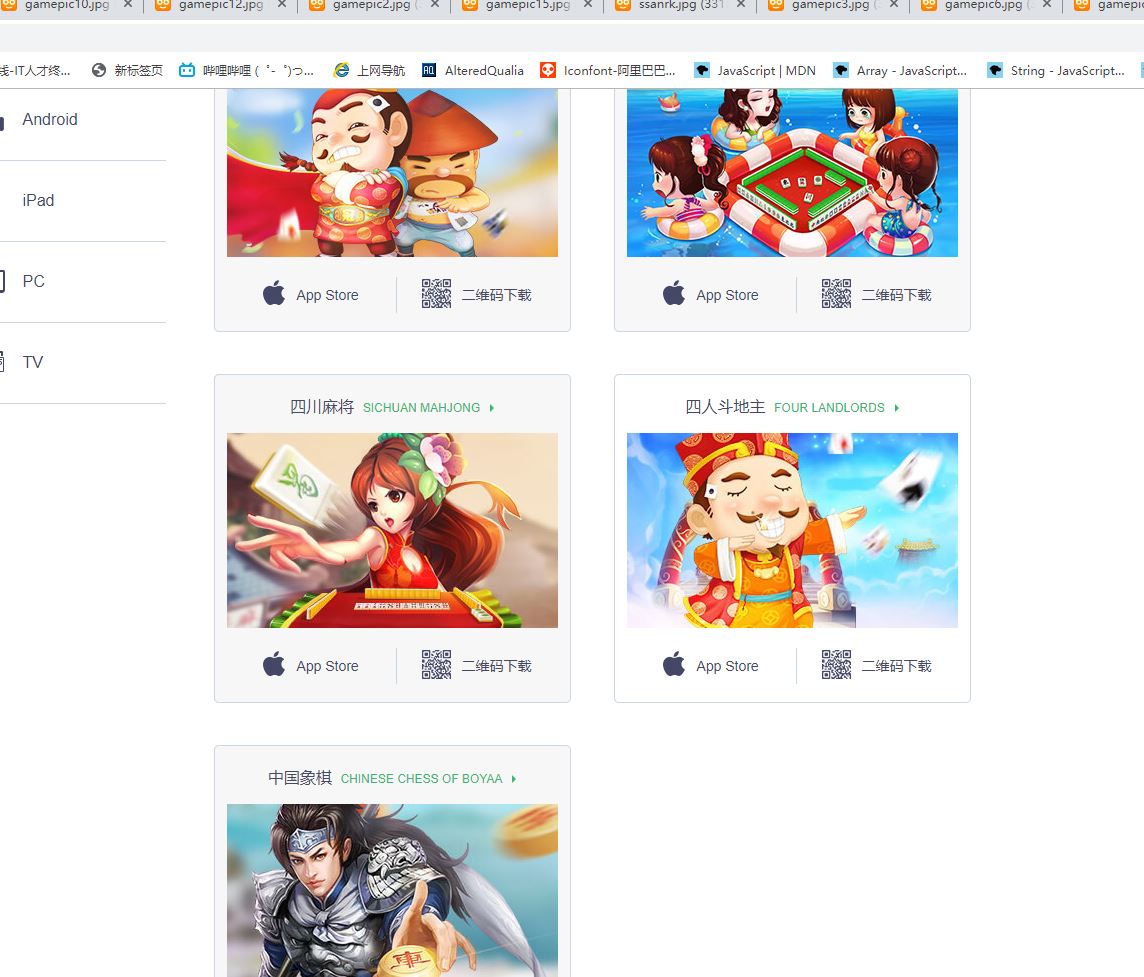 gamepic10.jpg
gamepic12.jpg
gamepic2.jpg (
gamepic15.jpg
ssanrk.jpg (331
gamepic3.jpg (
gamepic6.jpg (
gamepi
栈-IT人才终...
新标签页
哔哩哔哩 ( ゜- ゜)つ...
上网导航
AlteredQualia
Iconfont-阿里巴巴...
JavaScript | MDN
Array - JavaScript...
String - JavaScript...
Android
iPad
PC
TV
App Store
二维码下载
App Store
二维码下载
四川麻将 SICHUAN MAHJONG
四人斗地主 FOUR LANDLORDS
App Store
二维码下载
App Store
二维码下载
中国象棋 CHINESE CHESS OF BOYAA